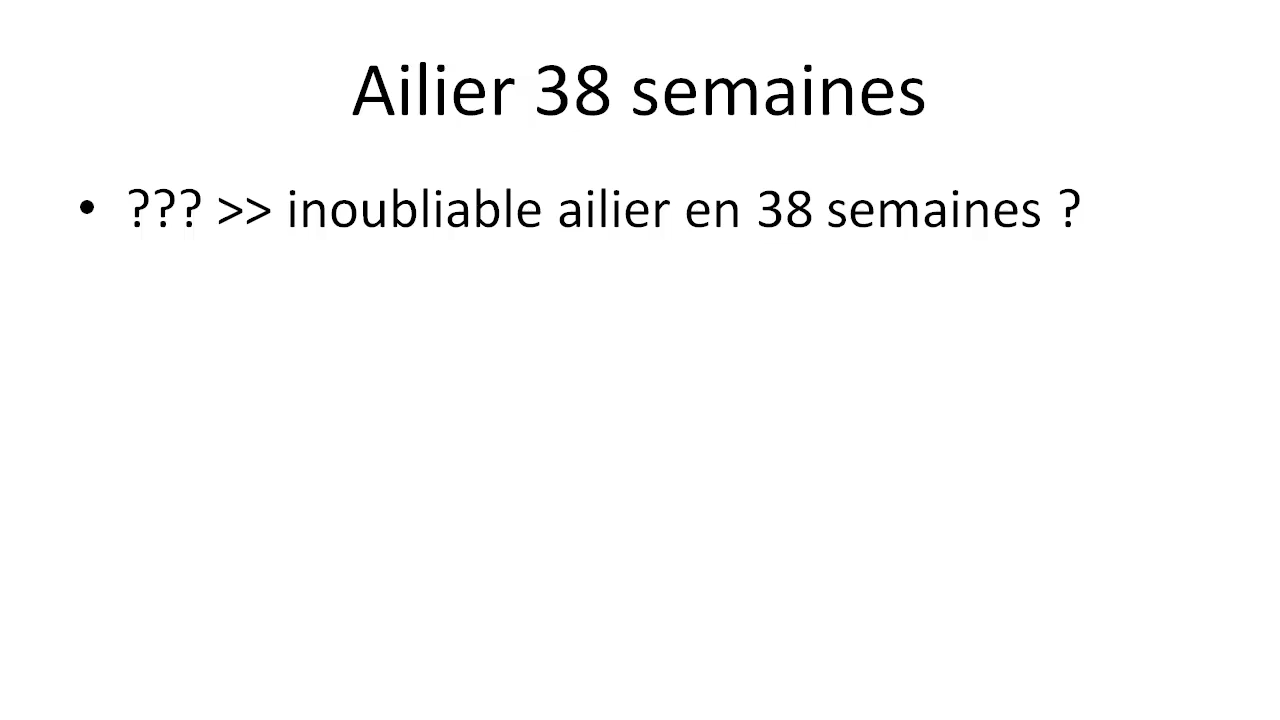 Ailier 38 semaines
• ??? >> inoubliable ailier en 38 semaines ?